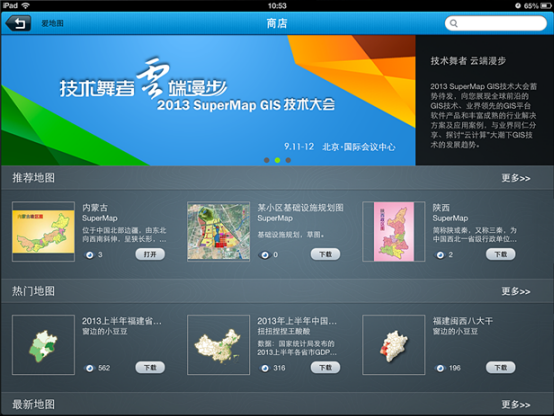 iPad
10:53
65%
爱地图
商店
技术舞者 云端漫步
2013 SuperMap GIS 技术大会
9.11-12 北京·国际会议中心
技术舞者 云端漫步
2013 SuperMap GIS技术大会蓄
势待发，向您展现全球前沿的
GIS技术、业界领先的GIS平台
软件产品和丰富成熟的行业解决
方案及应用案例，与业界同仁分
享、探讨“云计算”大潮下GIS技
术的发展趋势。
推荐地图
更多>>
内蒙古
SuperMap
位于中国北部边疆，由东北
向西南斜伸，呈狭长形，...
3
打开
某小区基础设施规划图
SuperMap
基础设施规划，草图。
0
下载
陕西
SuperMap
简称陕或秦，又称三秦，为
中国西北一省级行政单位...
2
下载
热门地图
更多>>
2013上半年福建省...
窗边的小豆豆
562
下载
2013年上半年中国...
扭扭捏捏王酸酸
数据：国家统计局发布的
2013上半年各省市GDP...
316
下载
福建闽西八大干
窗边的小豆豆
196
下载
最新地图
更多>>